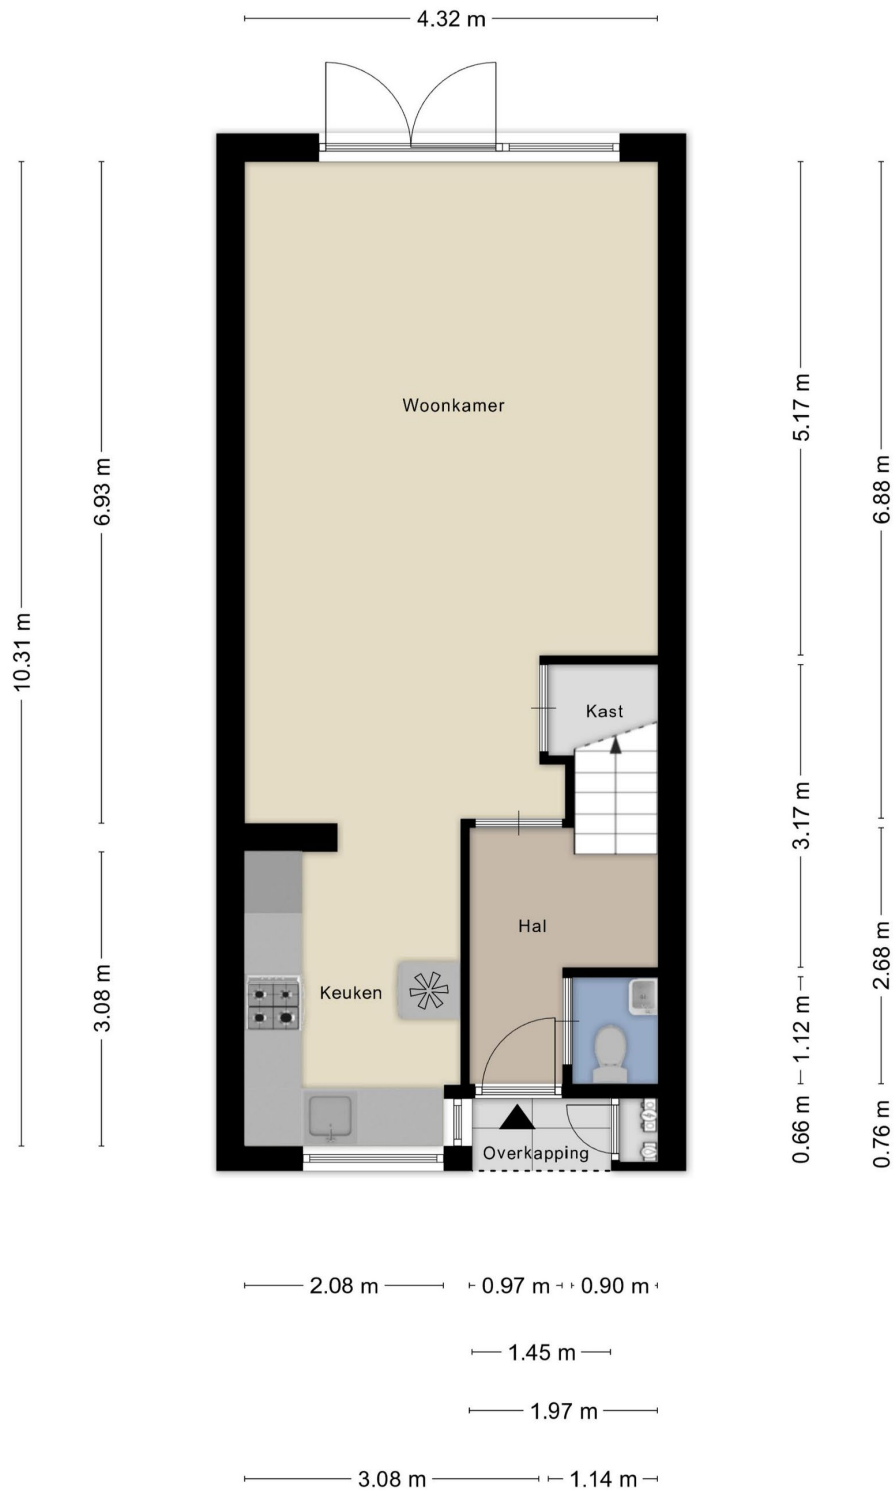 4.32 m
Woonkamer
5.17 m
6.93 m
6.88 m
10.31 m
Kast
3.17 m
Hal
2.68 m
Keuken
3.08 m
1.12 m
0.66 m
0.76 m
Overkapping
2.08 m
0.97 m
0.90 m
1.45 m
1.97 m
3.08 m
1.14 m